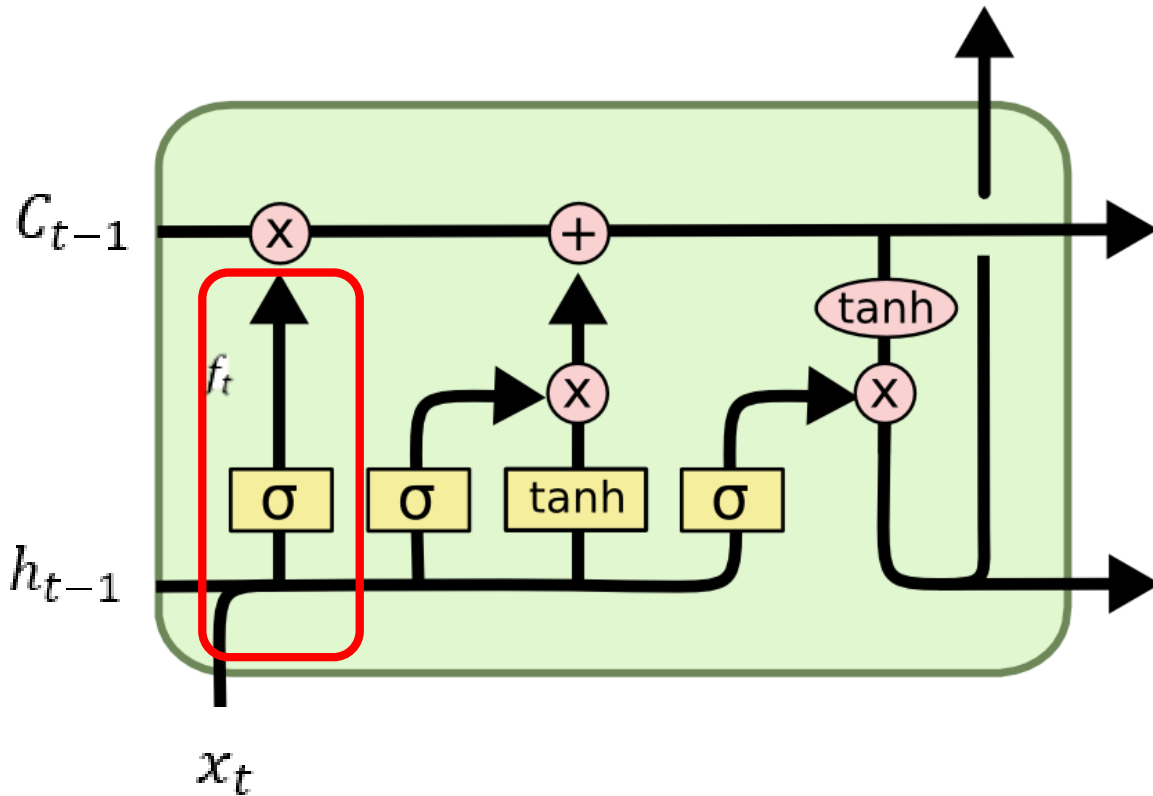 C_{t-1}
x
+
tanh
f_t
x
x
σ
σ
tanh
σ
h_{t-1}
x_t